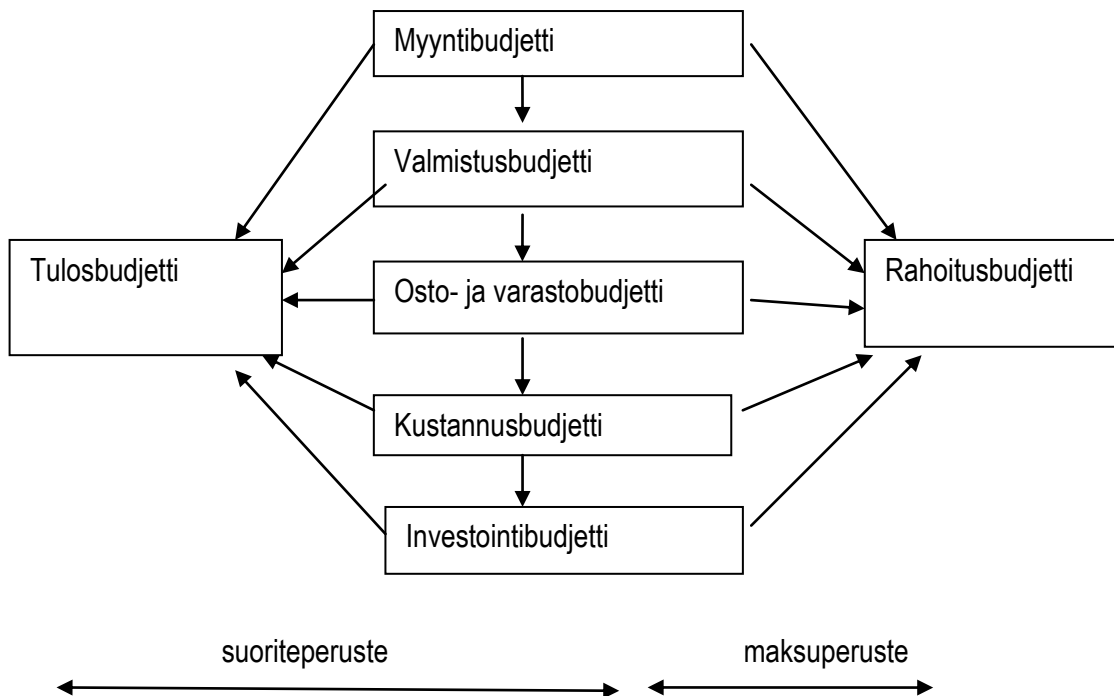 Myyntibudjetti
Valmistusbudjetti
Tulosbudjetti
Osto- ja varastobudjetti
Rahoitusbudjetti
Kustannusbudjetti
Investointibudjetti
suoriteperuste
maksuperuste